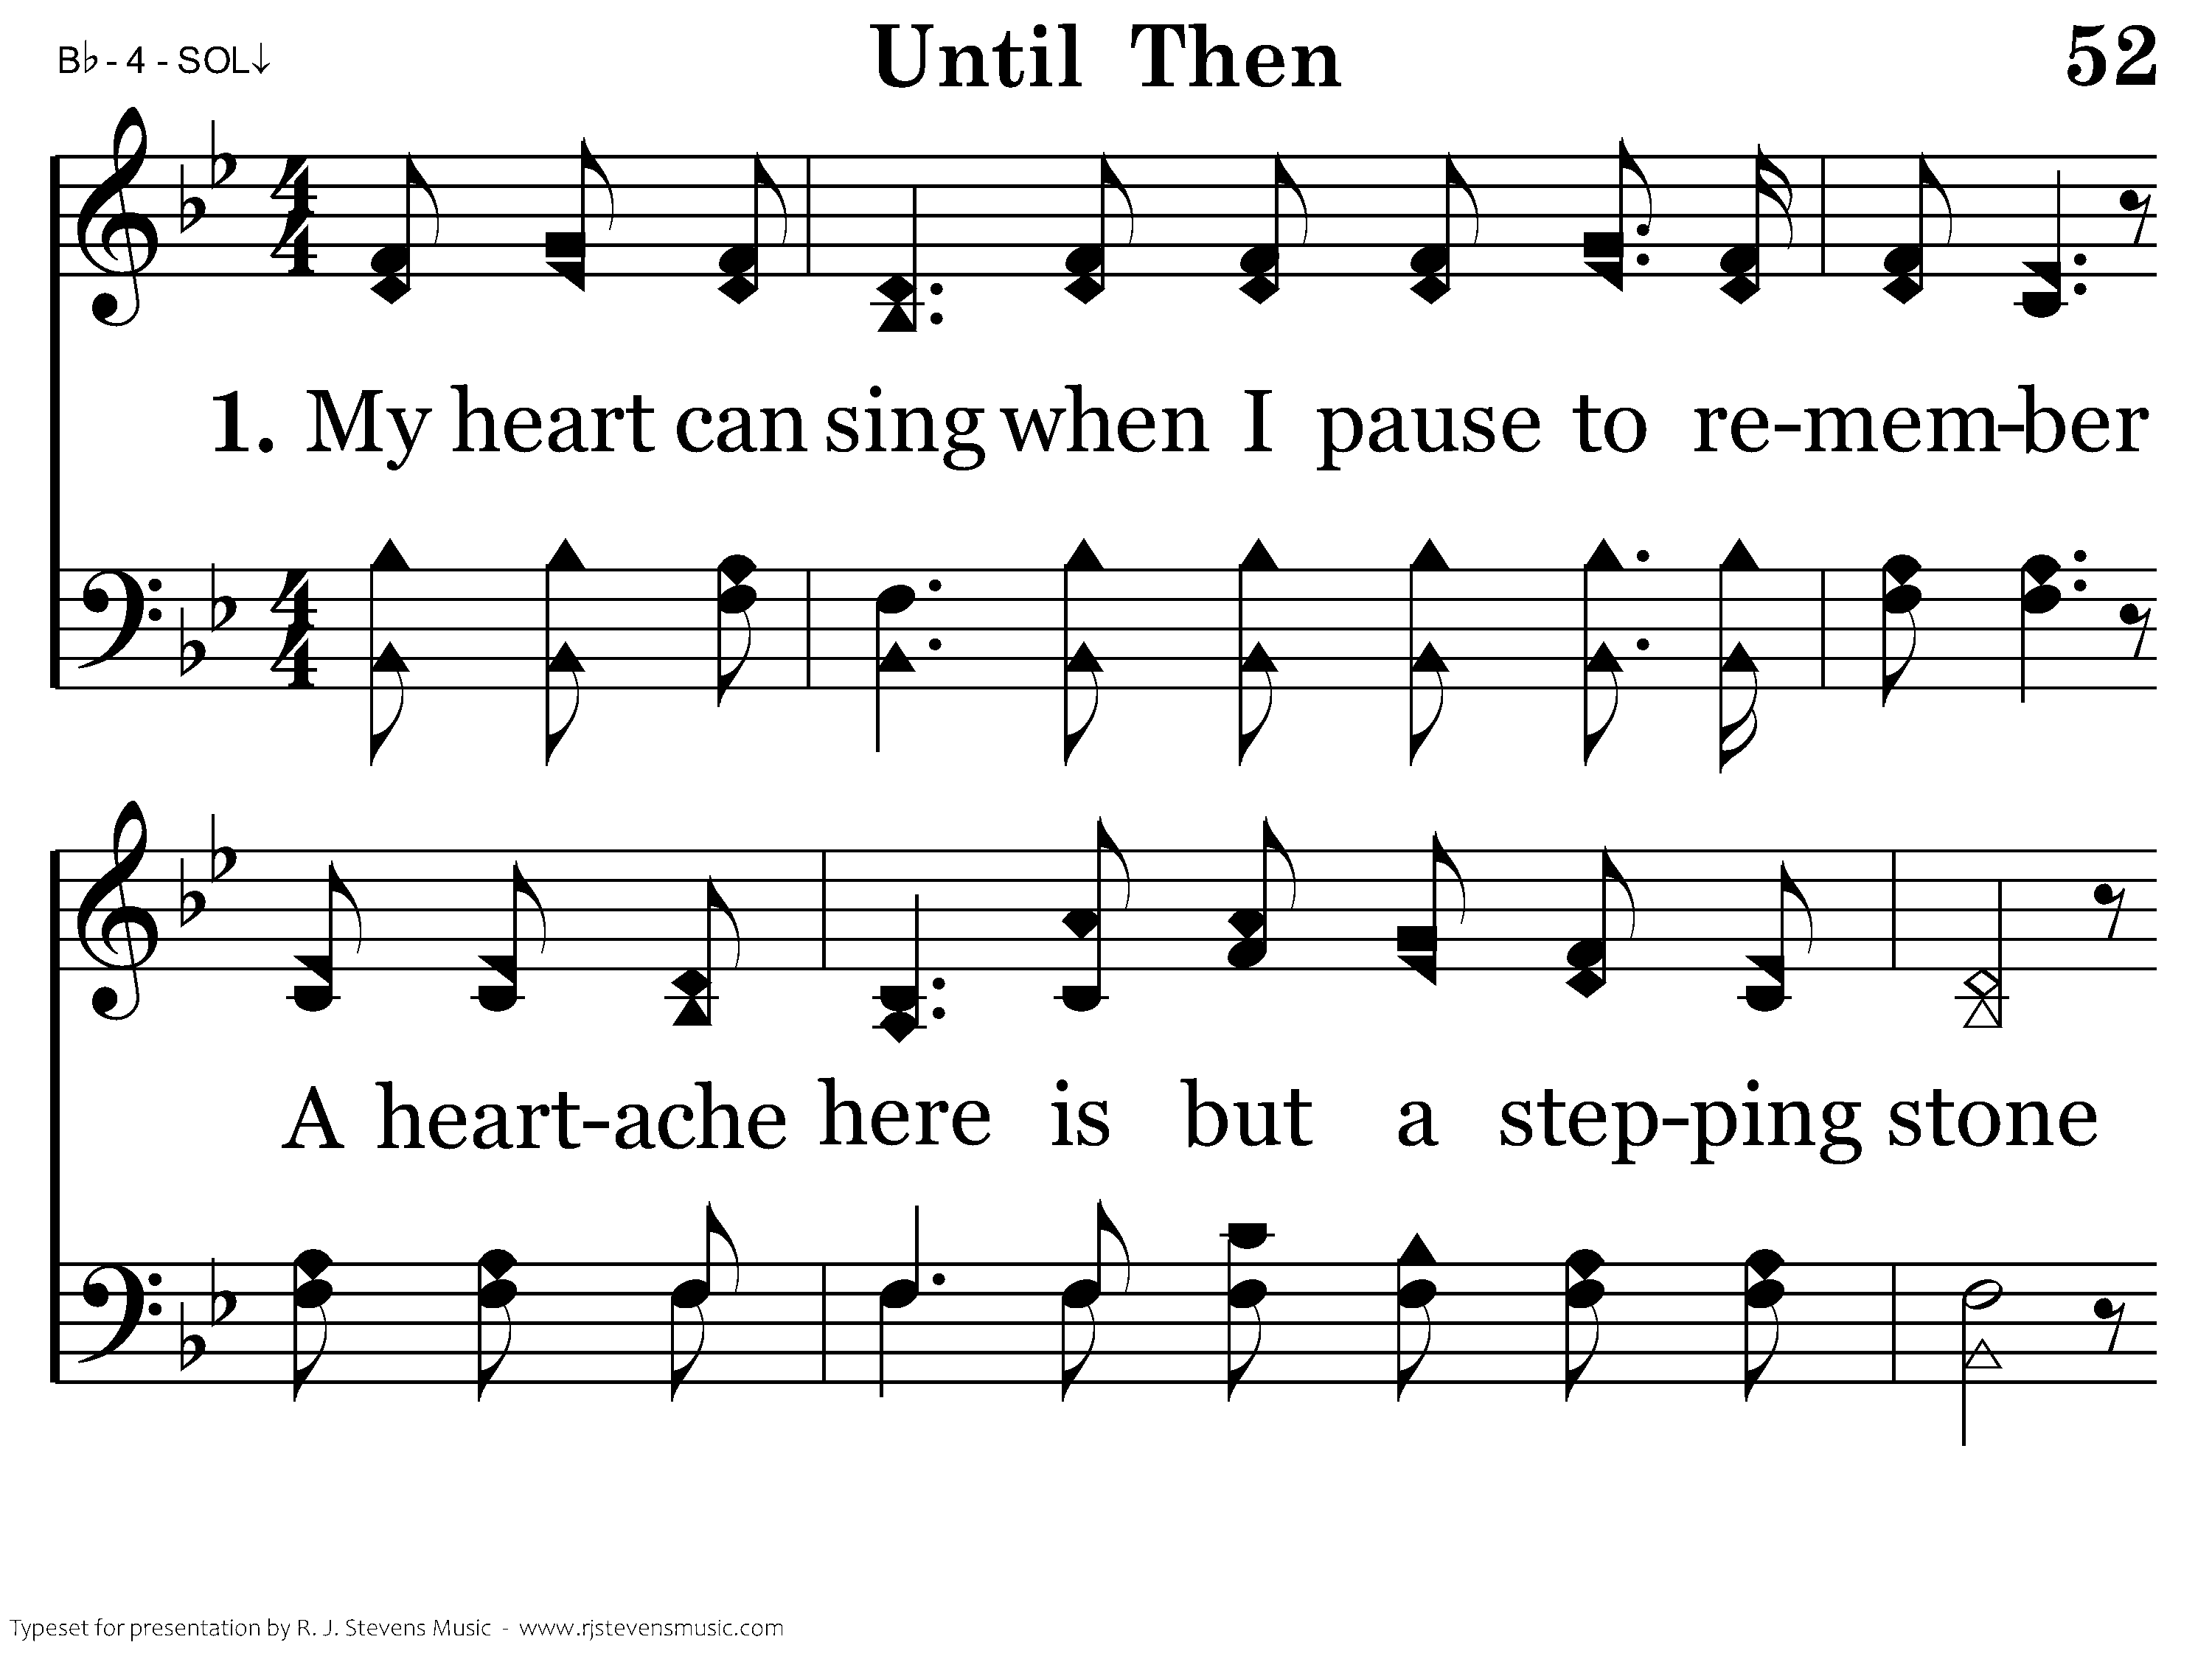 B♭ - 4 - SOL↓
Until Then
52
1. My heart can sing when I pause to re-mem-ber
A heart-ache here is but a step-ping stone
Typeset for presentation by R. J. Stevens Music - www.rjstevensmusic.com